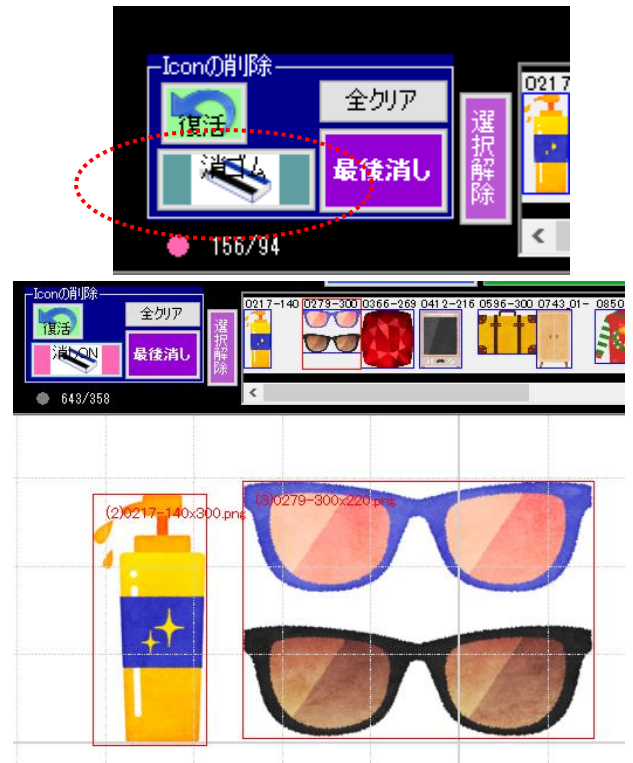 Iconの削除
復活
全クリア
消ゴム
最後消し
選択解除
0217
156/94
Iconの削除
復活
全クリア
消しON
最後消し
選択解除
0217-140 0279-300 0366-269 0412-216 0596-300 0743_01- 0850
643/358
(2)0217-140x300.png
(3)0279-300x220.png